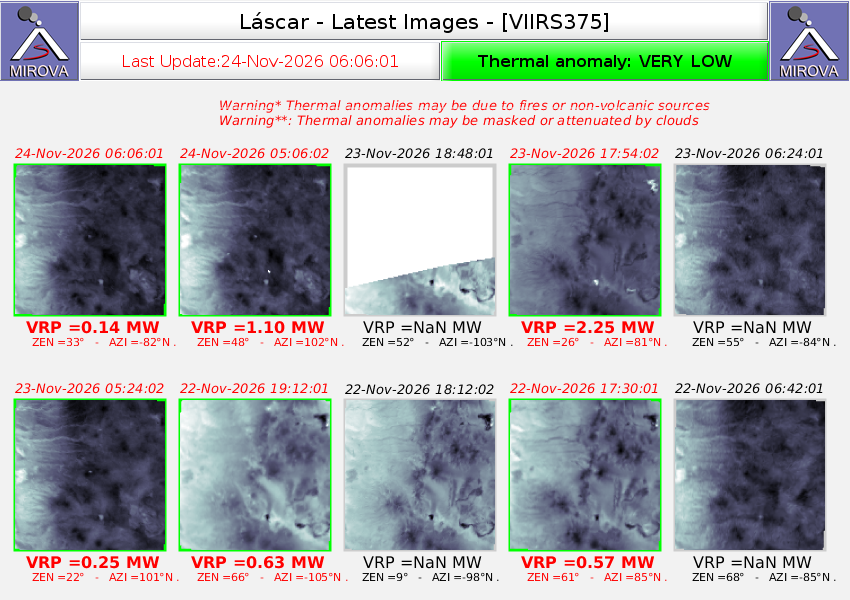 Láscar - Latest Images - [VIIRS375]
MIROVA
Last Update:24-Nov-2026 06:06:01
Thermal anomaly: VERY LOW
MIROVA
Warning* Thermal anomalies may be due to fires or non-volcanic sources
Warning**: Thermal anomalies may be masked or attenuated by clouds
24-Nov-2026 06:06:01 24-Nov-2026 05:06:02 23-Nov-2026 18:48:01 23-Nov-2026 17:54:02 23-Nov-2026 06:24:01
VRP =0.14 MW VRP =1.10 MW VRP =NaN MW VRP =2.25 MW VRP =NaN MW
ZEN =33° - AZI =-82°N . ZEN =48° - AZI =102°N . ZEN =52° - AZI =-103°N . ZEN =26° - AZI =81°N . ZEN =55° - AZI =-84°N .
23-Nov-2026 05:24:02 22-Nov-2026 19:12:01 22-Nov-2026 18:12:02 22-Nov-2026 17:30:01 22-Nov-2026 06:42:01
VRP =0.25 MW VRP =0.63 MW VRP =NaN MW VRP =0.57 MW VRP =NaN MW
ZEN =22° - AZI =101°N . ZEN =66° - AZI =-105°N . ZEN =9° - AZI =-98°N . ZEN =61° - AZI =85°N . ZEN =68° - AZI =-85°N .